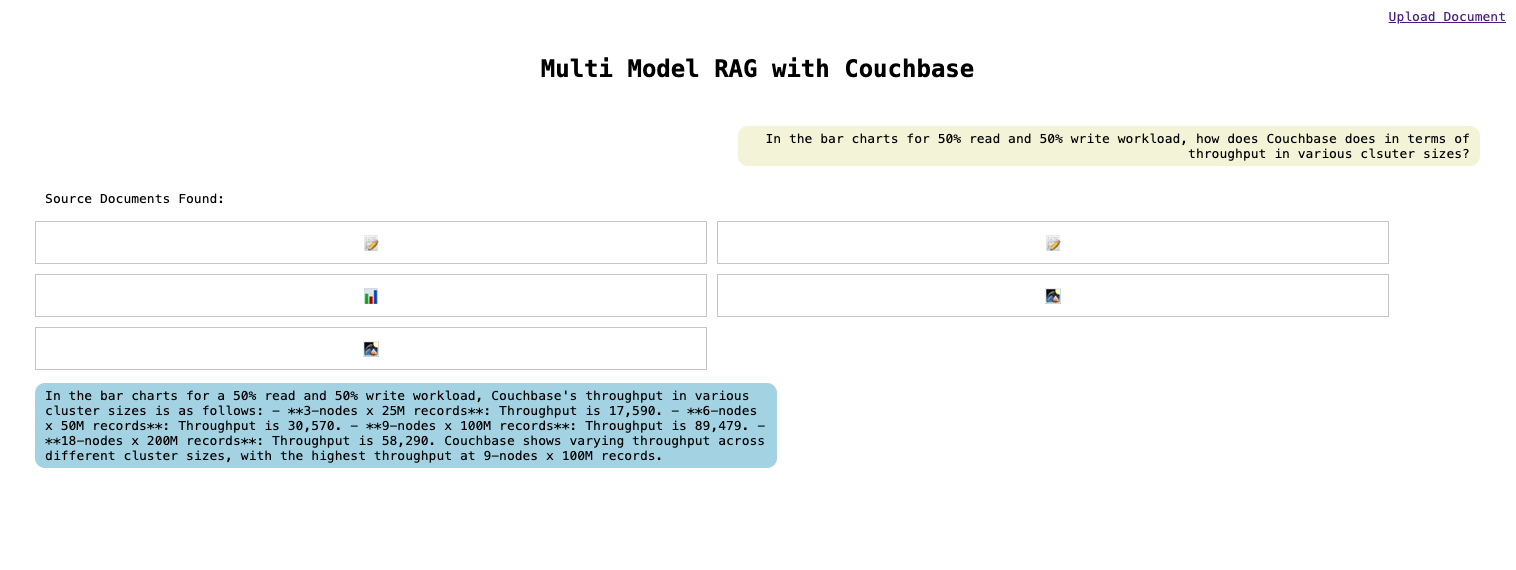 Upload Document
Multi Model RAG with Couchbase
In the bar charts for 50% read and 50% write workload, how does Couchbase does in terms of
throughput in various clsuter sizes?
Source Documents Found:
In the bar charts for a 50% read and 50% write workload, Couchbase's throughput in various
cluster sizes is as follows: – **3–nodes x 25M records**: Throughput is 17,590. – **6–nodes
x 50M records**: Throughput is 30,570. – **9–nodes x 100M records**: Throughput is 89,479. –
**18–nodes x 200M records**: Throughput is 58,290. Couchbase shows varying throughput across
different cluster sizes, with the highest throughput at 9–nodes x 100M records.